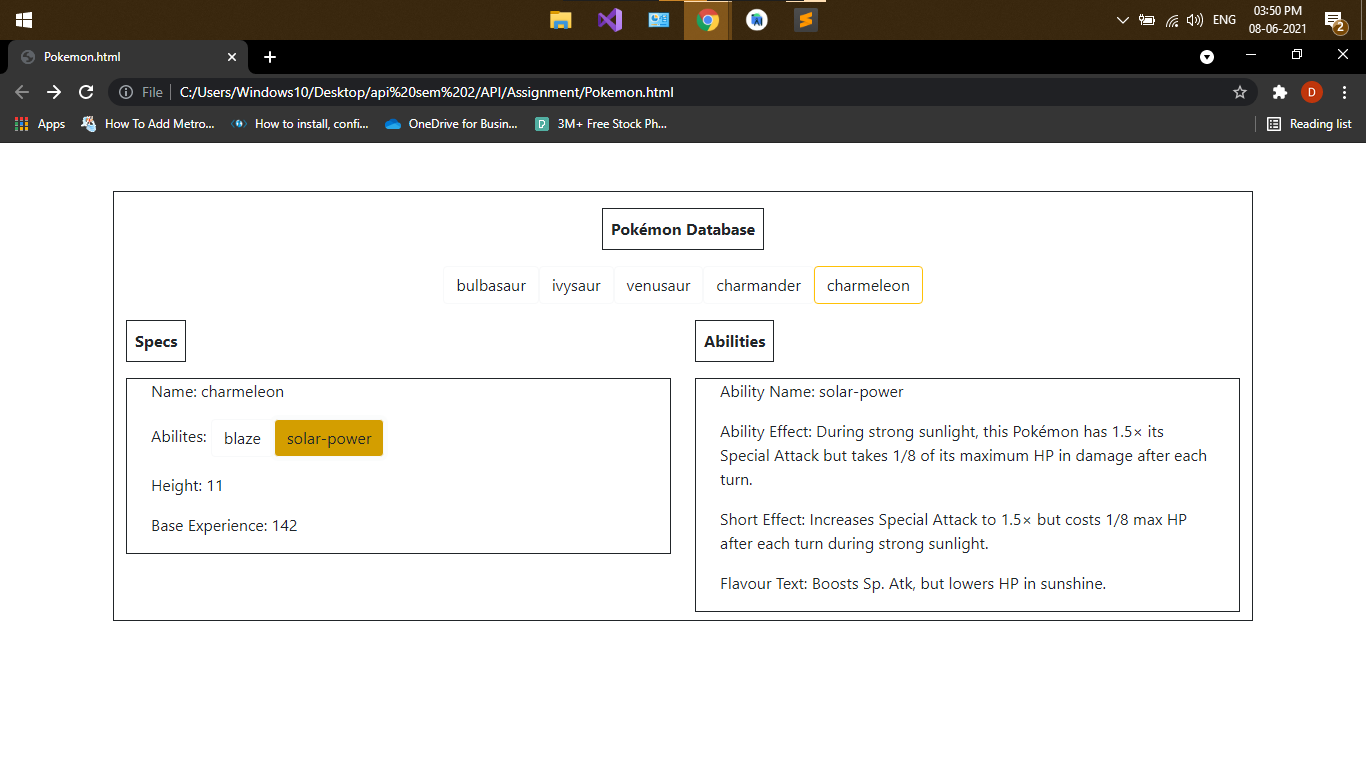 ENG
03:50 PM
08-06-2021
2
Pokemon.html
File
C:/Users/Windows10/Desktop/api%20sem%202/API/Assignment/Pokemon.html
D
Apps
How To Add Metro...
How to install, confi...
OneDrive for Busin...
3M+ Free Stock Ph...
Reading list
Pokémon Database
bulbasaur ivysaur venusaur charmander charmeleon
Specs
Name: charmeleon
Abilites: blaze solar-power
Height: 11
Base Experience: 142
Abilities
Ability Name: solar-power
Ability Effect: During strong sunlight, this Pokémon has 1.5× its
Special Attack but takes 1/8 of its maximum HP in damage after each
turn.
Short Effect: Increases Special Attack to 1.5× but costs 1/8 max HP
after each turn during strong sunlight.
Flavour Text: Boosts Sp. Atk, but lowers HP in sunshine.